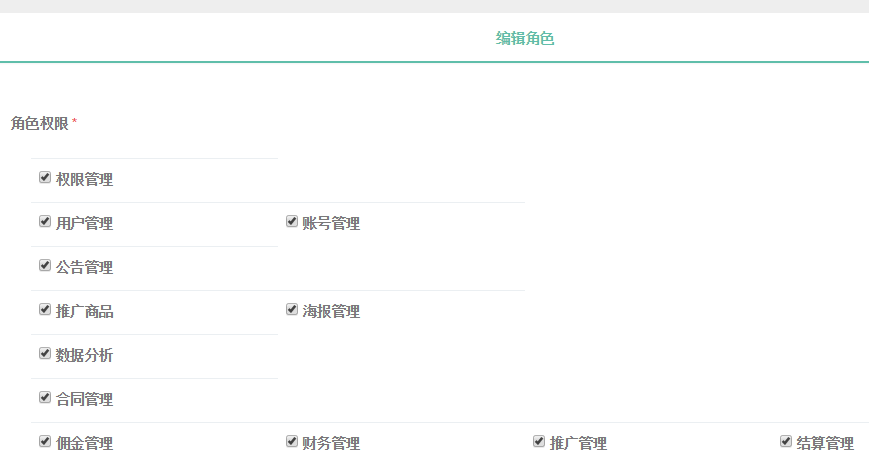 编辑角色
角色权限 *
权限管理
用户管理 账号管理
公告管理
推广商品 海报管理
数据分析
合同管理
佣金管理 财务管理 推广管理 结算管理